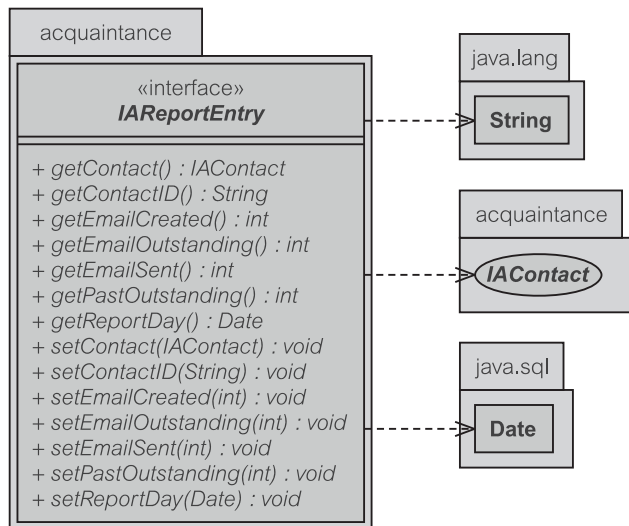 acquaintance
«interface»
IAReportEntry
+ getContact() : IAContact
+ getContactID() : String
+ getEmailCreated() : int
+ getEmailOutstanding() : int
+ getEmailSent() : int
+ getPastOutstanding() : int
+ getReportDay() : Date
+ setContact(IAContact) : void
+ setContactID(String) : void
+ setEmailCreated(int) : void
+ setEmailOutstanding(int) : void
+ setEmailSent(int) : void
+ setPastOutstanding(int) : void
+ setReportDay(Date) : void
java.lang
String
acquaintance
IAContact
java.sql
Date